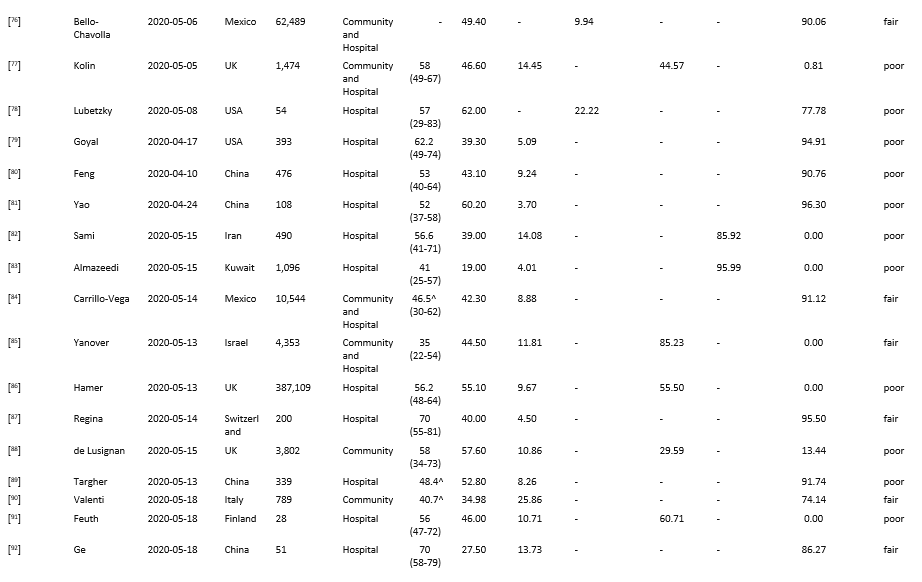 [76] Bello- 2020-05-06 Mexico 62,489 Community - 49.40 - 9.94 - - 90.06 fair
Chavolla and
Hospital
[77] Kolin 2020-05-05 UK 1,474 Community 58 46.60 14.45 - 44.57 - 0.81 poor
and (49-67)
Hospital
[78] Lubetzky 2020-05-08 USA 54 Hospital 57 62.00 - 22.22 - - 77.78 poor
(29-83)
[79] Goyal 2020-04-17 USA 393 Hospital 62.2 39.30 5.09 - - - 94.91 poor
(49-74)
[80] Feng 2020-04-10 China 476 Hospital 53 43.10 9.24 - - - 90.76 poor
(40-64)
[81] Yao 2020-04-24 China 108 Hospital 52 60.20 3.70 - - - 96.30 poor
(37-58)
[82] Sami 2020-05-15 Iran 490 Hospital 56.6 39.00 14.08 - - 85.92 0.00 poor
(41-71)
[83] Almazeedi 2020-05-15 Kuwait 1,096 Hospital 41 19.00 4.01 - - 95.99 0.00 poor
(25-57)
[84] Carrillo-Vega 2020-05-14 Mexico 10,544 Community 46.5^ 42.30 8.88 - - - 91.12 fair
and (30-62)
Hospital
[85] Yanover 2020-05-13 Israel 4,353 Community 35 44.50 11.81 - 85.23 - 0.00 fair
and (22-54)
Hospital
[86] Hamer 2020-05-13 UK 387,109 Hospital 56.2 55.10 9.67 - 55.50 - 0.00 poor
(48-64)
[87] Regina 2020-05-14 Switzerl 200 Hospital 70 40.00 4.50 - - - 95.50 fair
and (55-81)
[88] de Lusignan 2020-05-15 UK 3,802 Community 58 57.60 10.86 - 29.59 - 13.44 poor
(34-73)
[89] Targher 2020-05-13 China 339 Hospital 48.4^ 52.80 8.26 - - - 91.74 poor
[90] Valenti 2020-05-18 Italy 789 Community 40.7^ 34.98 25.86 - - - 74.14 fair
[91] Feuth 2020-05-18 Finland 28 Hospital 56 46.00 10.71 - 60.71 - 0.00 poor
(47-72)
[92] Ge 2020-05-18 China 51 Hospital 70 27.50 13.73 - - - 86.27 fair
(58-79)